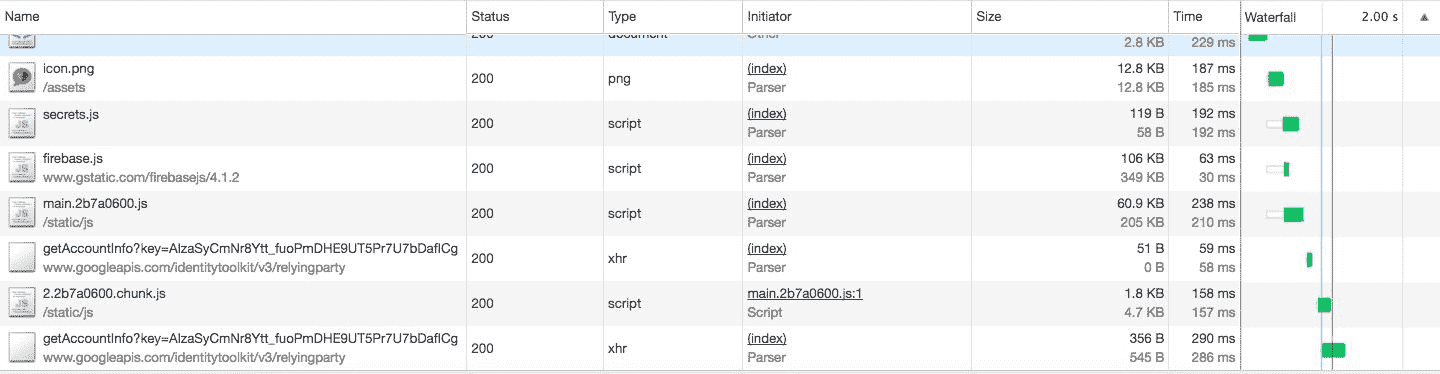 Name Status Type Initiator Size Time Waterfall 2.00 s ▲
200 document Other
2.8 KB 229 ms
icon.png 200 png (index) 12.8 KB 187 ms
/assets Parser 12.8 KB 185 ms
secrets.js 200 script (index) 119 B 192 ms
Parser 58 B 192 ms
firebase.js 200 script (index) 106 KB 63 ms
www.gstatic.com/firebasejs/4.1.2 Parser 349 KB 30 ms
main.2b7a0600.js 200 script (index) 60.9 KB 238 ms
/static/js Parser 205 KB 210 ms
getAccountInfo?key=AIzaSyCmNr8Ytt_fuoPmDHE9UT5Pr7U7bDaflCg 200 xhr (index) 51 B 59 ms
www.googleapis.com/identitytoolkit/v3/relyingparty Parser 0 B 58 ms
2.2b7a0600.chunk.js 200 script main.2b7a0600.js:1 1.8 KB 158 ms
/static/js Script 4.7 KB 157 ms
getAccountInfo?key=AIzaSyCmNr8Ytt_fuoPmDHE9UT5Pr7U7bDaflCg 200 xhr (index) 356 B 290 ms
www.googleapis.com/identitytoolkit/v3/relyingparty Parser 545 B 286 ms